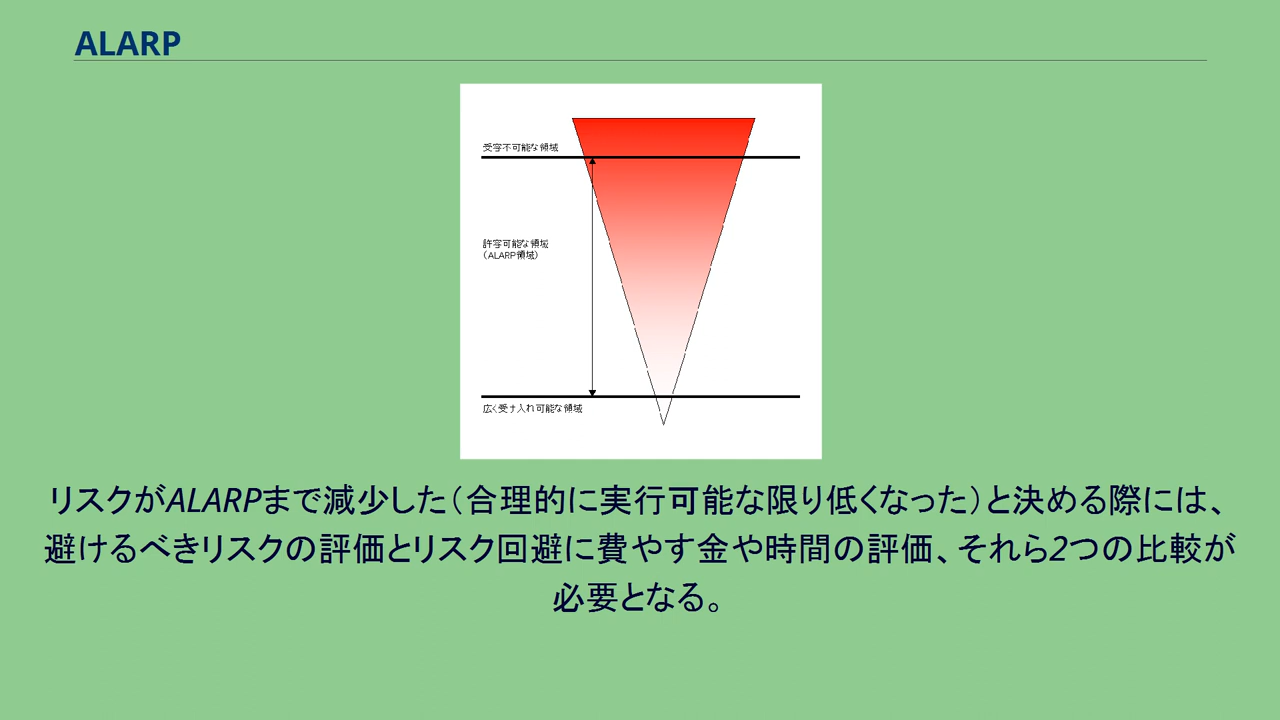 ALARP
受容不可能な領域
許容可能な領域
（ALARP領域）
広く受け入れ可能な領域
リスクがALARPまで減少した（合理的に実行可能な限り低くなった）と決める際には、
避けるべきリスクの評価とリスク回避に費やす金や時間の評価、それら2つの比較が
必要となる。